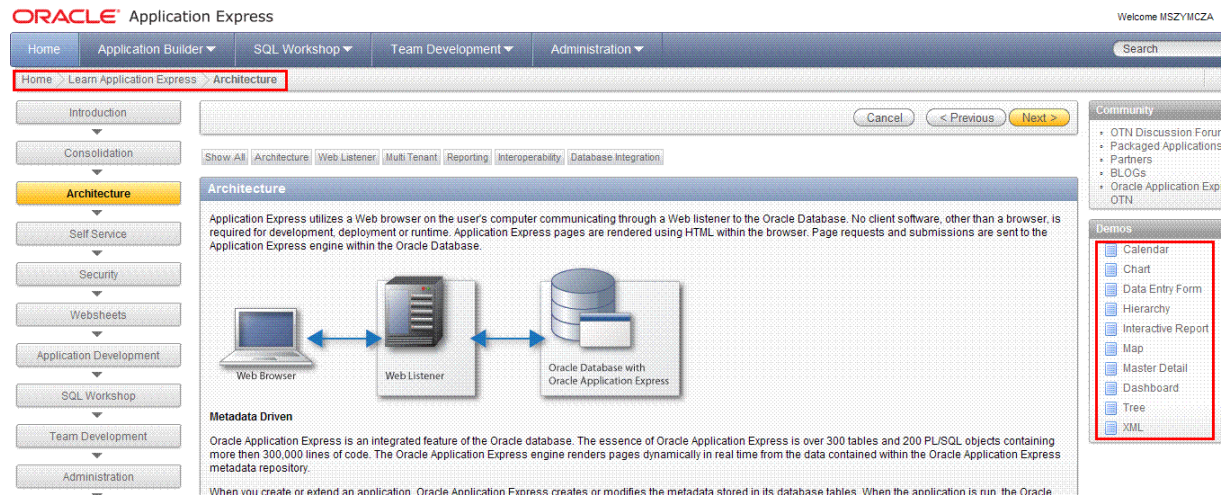 ORACLE Application Express
Welcome MSZYMCZA
Home Application Builder SQL Workshop Team Development Administration Search
Home Learn Application Express Architecture
Introduction
Consolidation
Architecture
Self Service
Security
Websheets
Application Development
SQL Workshop
Team Development
Administration
Cancel < Previous Next >
Show All Architecture Web Listener Multi Tenant Reporting Interoperability Database Integration
Architecture
Application Express utilizes a Web browser on the user's computer communicating through a Web listener to the Oracle Database. No client software, other than a browser, is
required for development, deployment or runtime. Application Express pages are rendered using HTML within the browser. Page requests and submissions are sent to the
Application Express engine within the Oracle Database.
Web Browser
Web Listener
Oracle Database with
Oracle Application Express
Metadata Driven
Oracle Application Express is an integrated feature of the Oracle database. The essence of Oracle Application Express is over 300 tables and 200 PL/SQL objects containing
more then 300,000 lines of code. The Oracle Application Express engine renders pages dynamically in real time from the data contained within the Oracle Application Express
metadata repository.
When you create or extend an application, Oracle Application Express creates or modifies the metadata stored in its database tables. When the application is run, the Oracle
Community
OTN Discussion Forum
Packaged Applications
Partners
BLOGs
Oracle Application Exp
OTN
Demos
Calendar
Chart
Data Entry Form
Hierarchy
Interactive Report
Map
Master Detail
Dashboard
Tree
XML